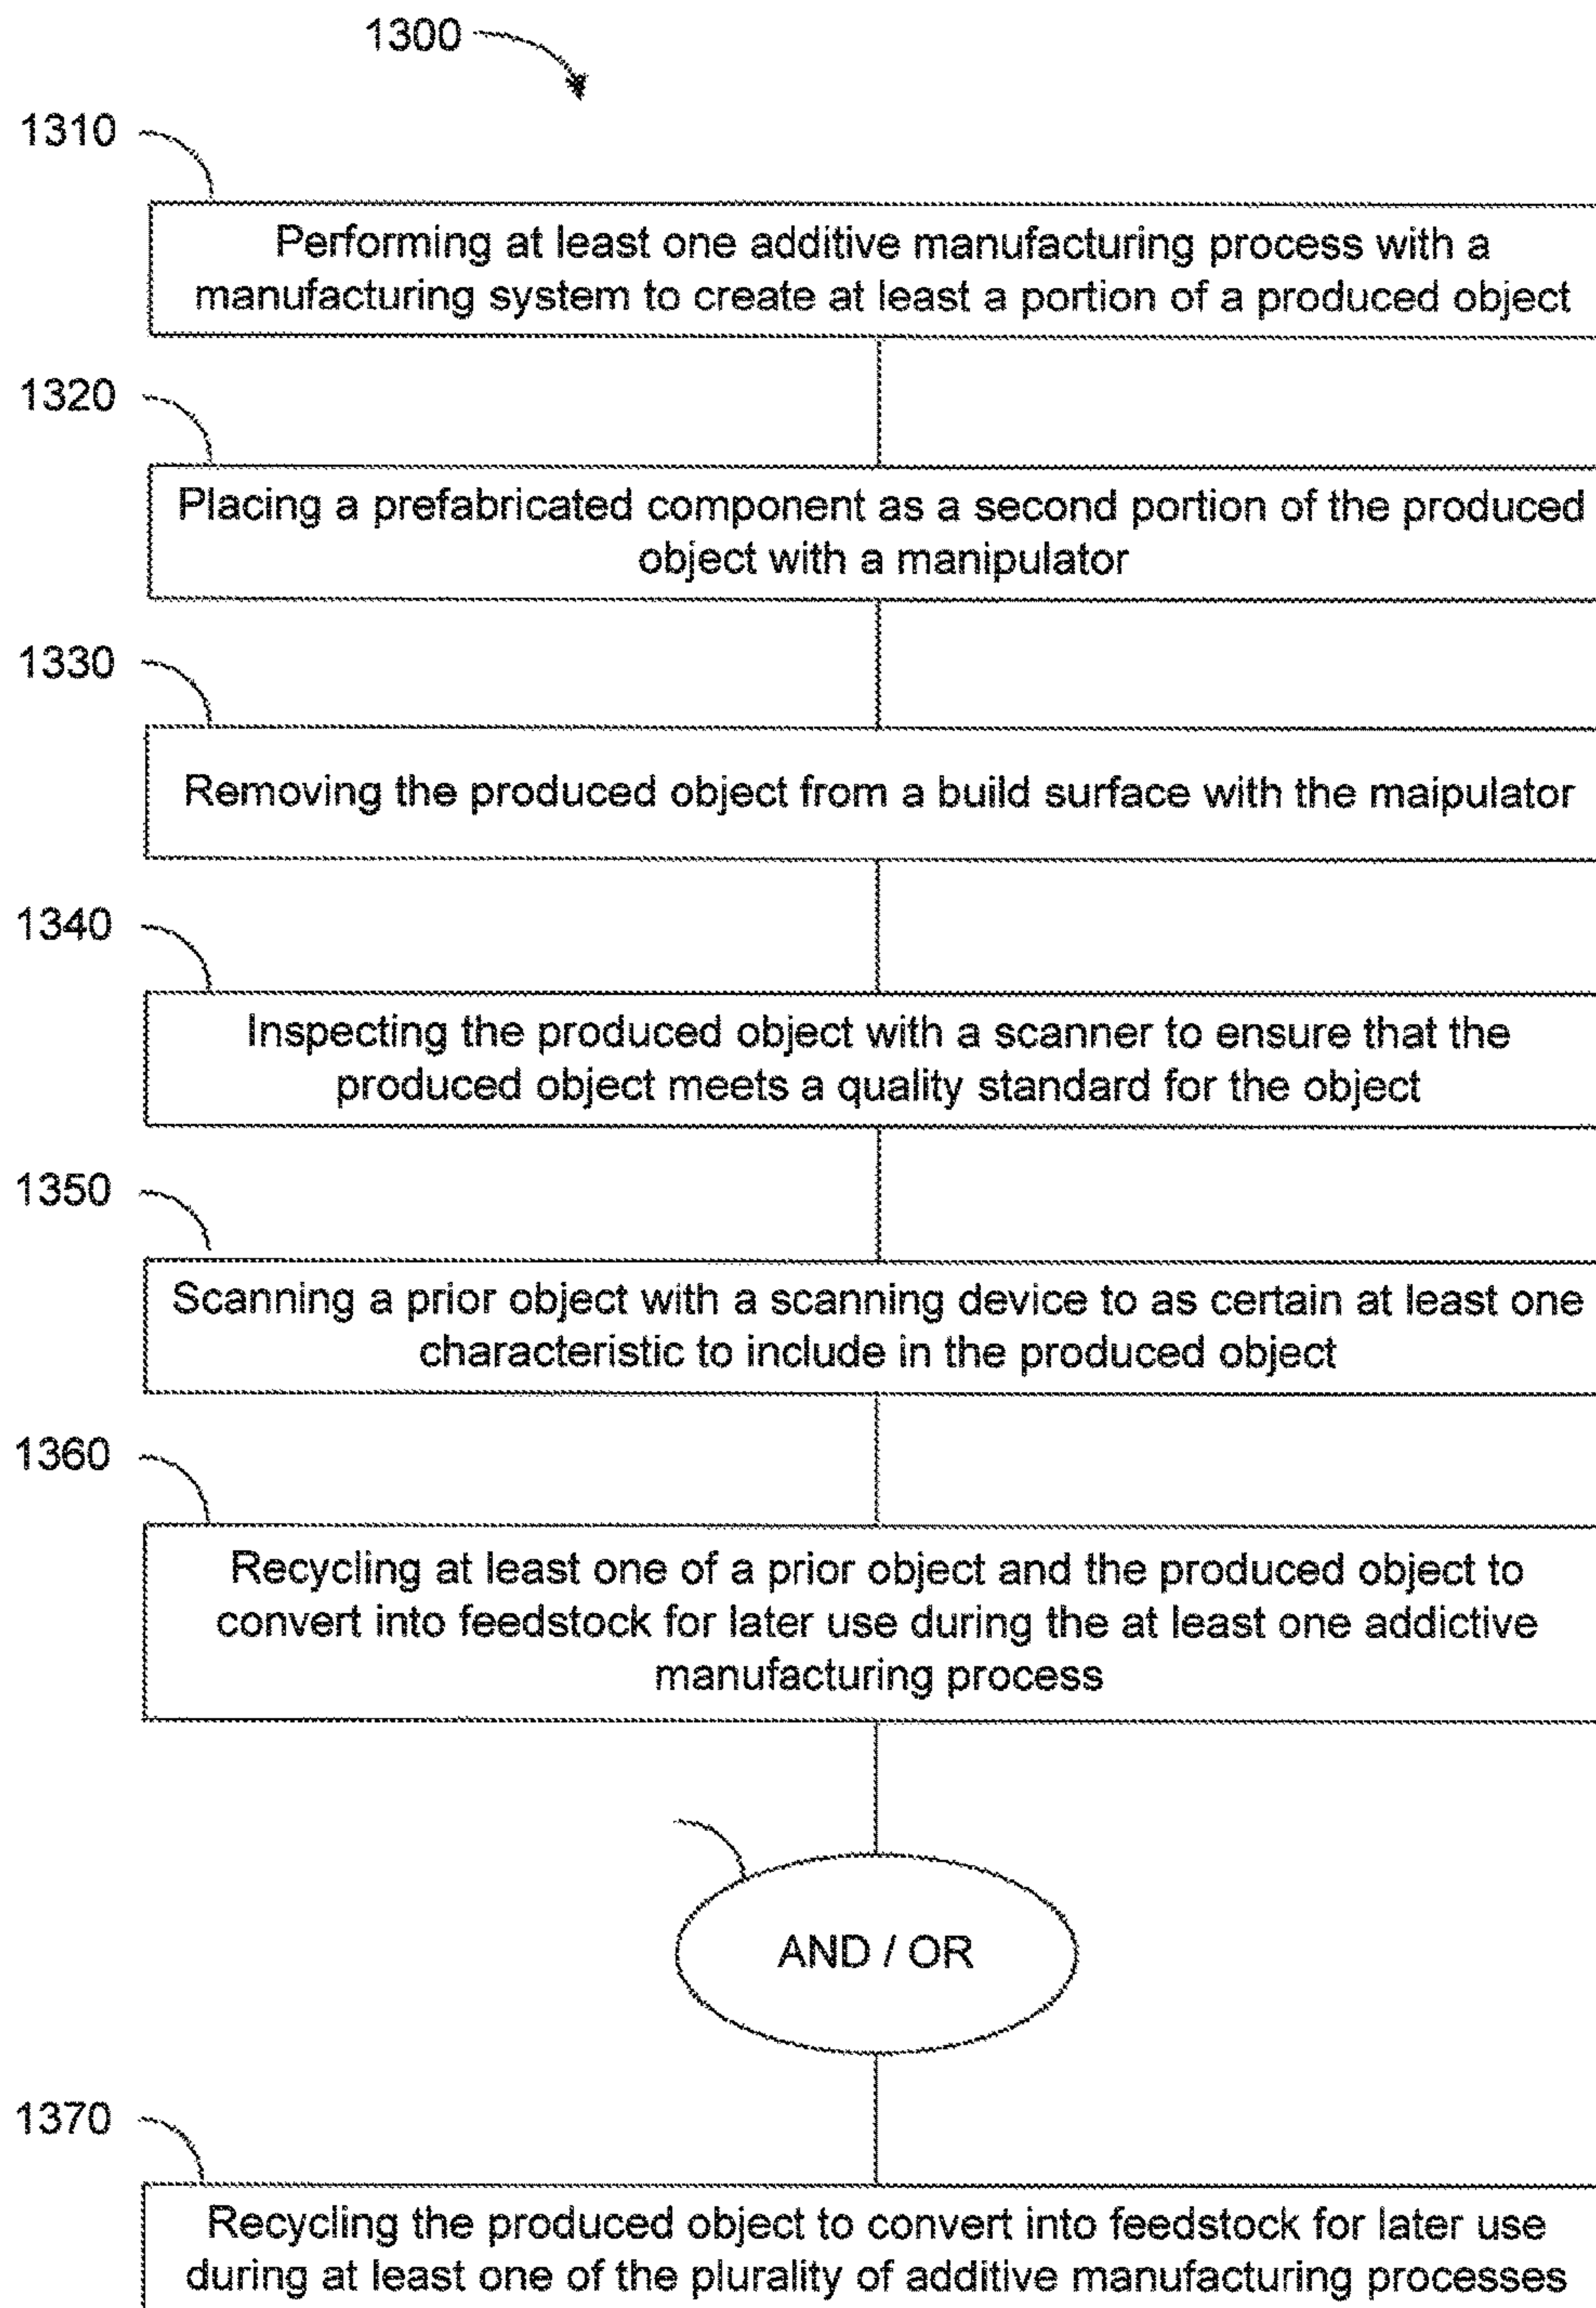 1300
1310
Performing at least one additive manufacturing process with a
manufacturing system to create at least a portion of a produced object
1320
Placing a prefabricated component as a second portion of the produced
object with a manipulator
1330
Removing the produced object from a build surface with the maipulator
1340
Inspecting the produced object with a scanner to ensure that the
produced object meets a quality standard for the object
1350
Scanning a prior object with a scanning device to as certain at least one
characteristic to include in the produced object
1360
Recycling at least one of a prior object and the produced object to
convert into feedstock for later use during the at least one addictive
manufacturing process
AND / OR
1370
Recycling the produced object to convert into feedstock for later use
during at least one of the plurality of additive manufacturing processes